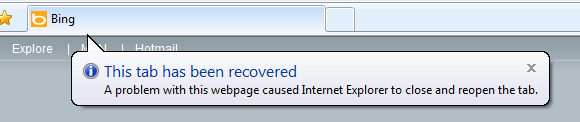 Bing
Explore | M | Hotmail
This tab has been recovered
A problem with this webpage caused Internet Explorer to close and reopen the tab.